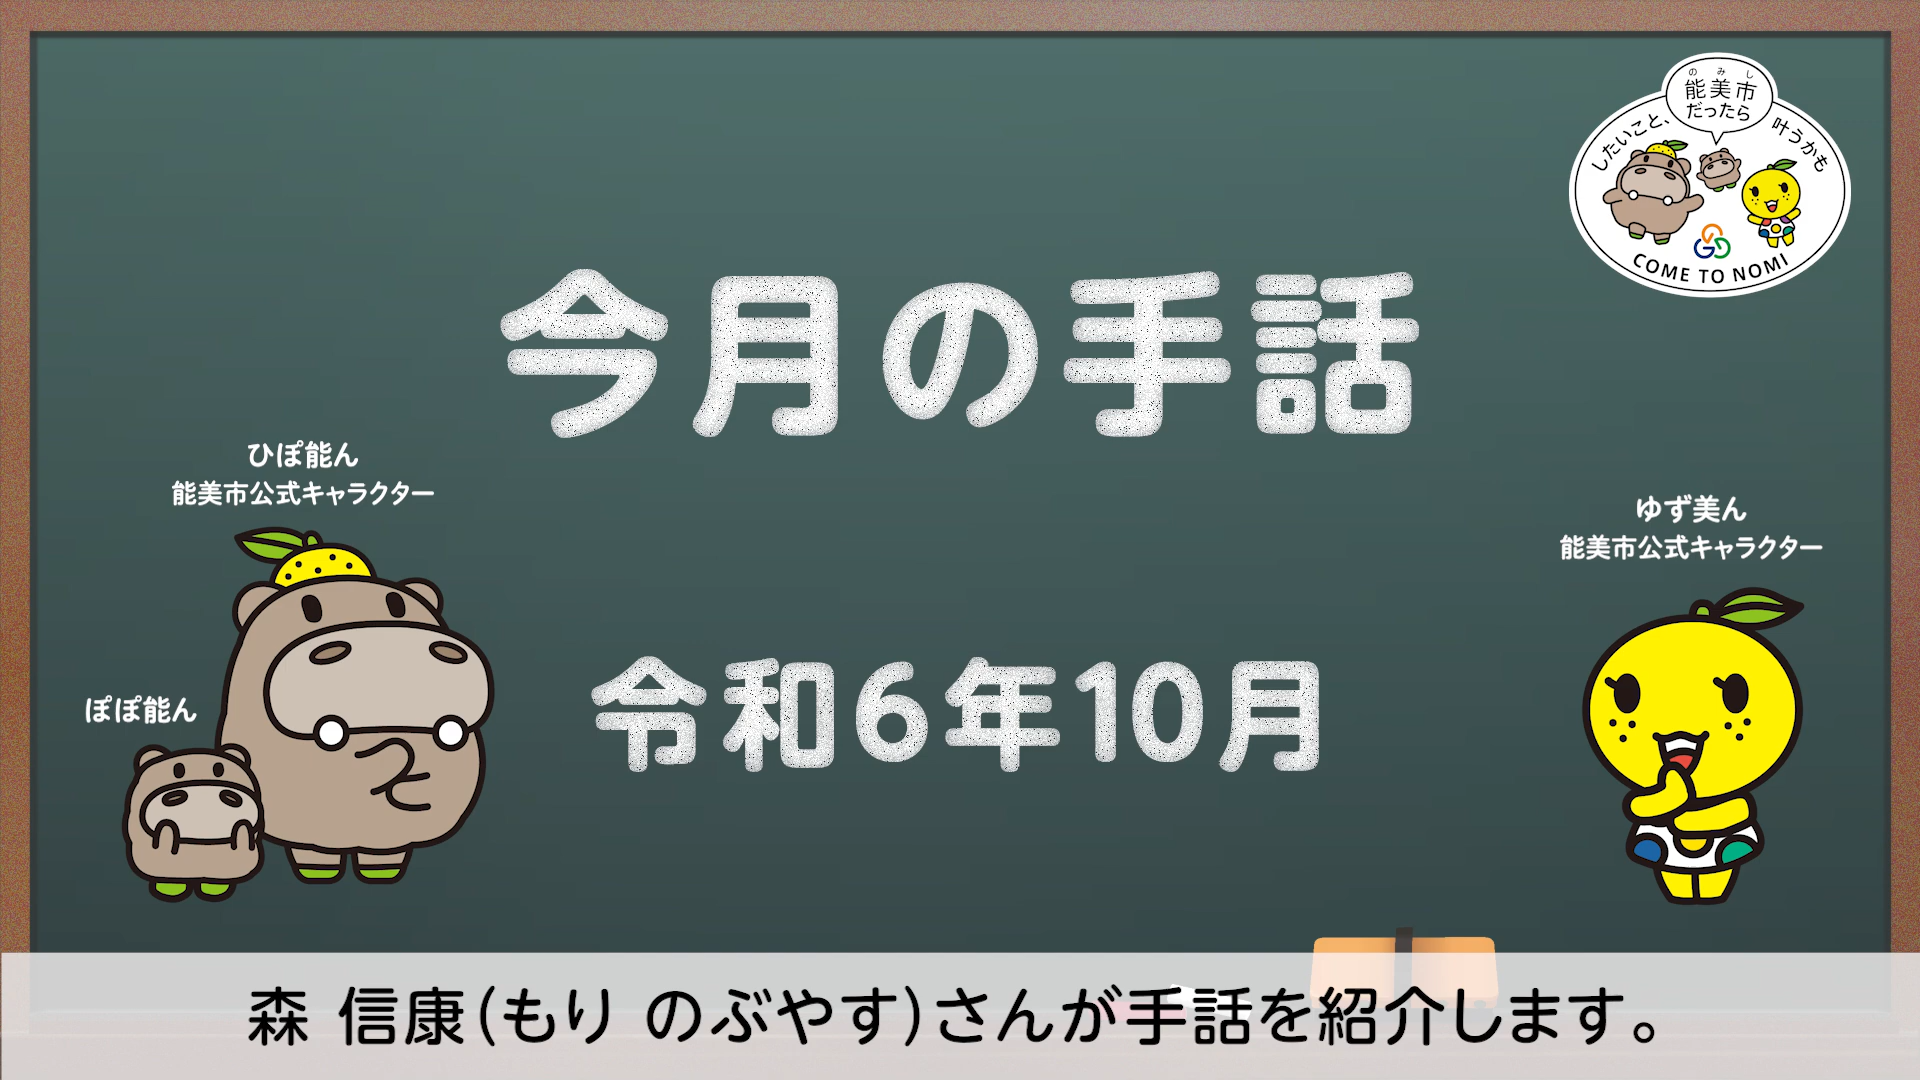 のみし
能美市
だったら
したいこと、
叶うかも
COME TO NOMI
今月の手話
ひぽ能ん
能美市公式キャラクター
ゆず美ん
能美市公式キャラクター
ぽぽ能ん
令和6年10月
森 信康(もり のぶやす)さんが手話を紹介します。